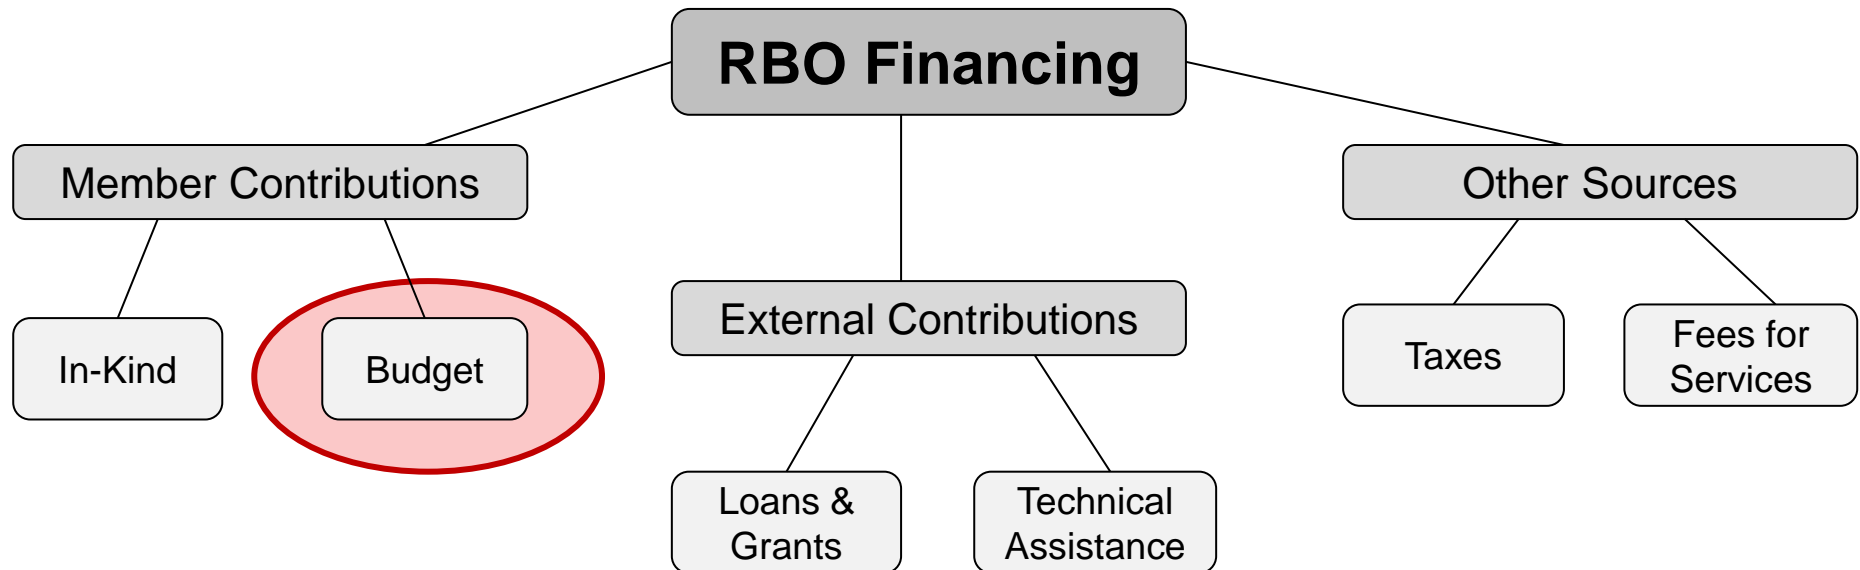 RBO Financing
Member Contributions
Other Sources
External Contributions
In-Kind
Budget
Taxes
Fees for
Services
Loans &
Grants
Technical
Assistance